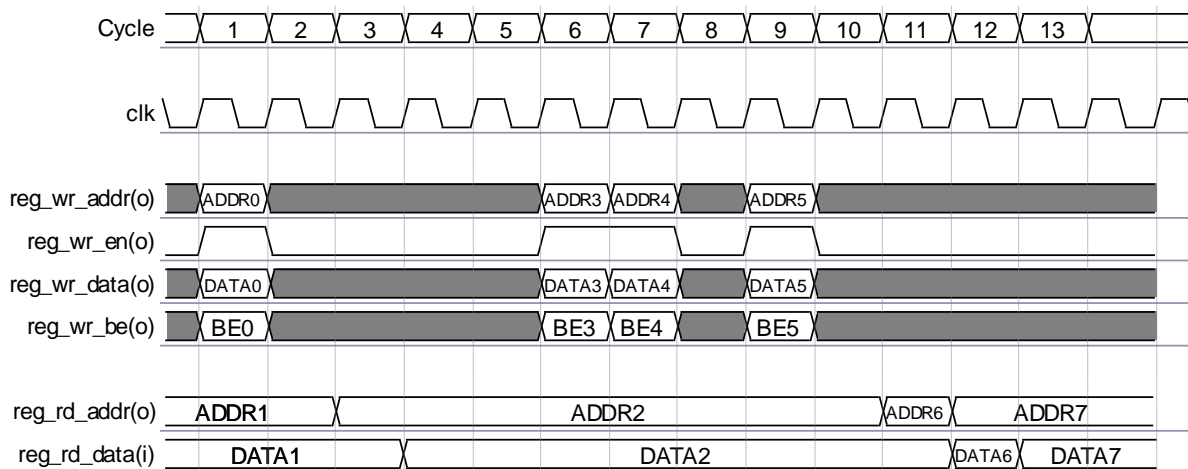 Cycle 1 2 3 4 5 6 7 8 9 10 11 12 13
clk
reg_wr_addr(o) ADDR0 ADDR3 ADDR4 ADDR5
reg_wr_en(o)
reg_wr_data(o) DATA0 DATA3 DATA4 DATA5
reg_wr_be(o) BE0 BE3 BE4 BE5
reg_rd_addr(o) ADDR1 ADDR2 ADDR6 ADDR7
reg_rd_data(i) DATA1 DATA2 DATA6 DATA7